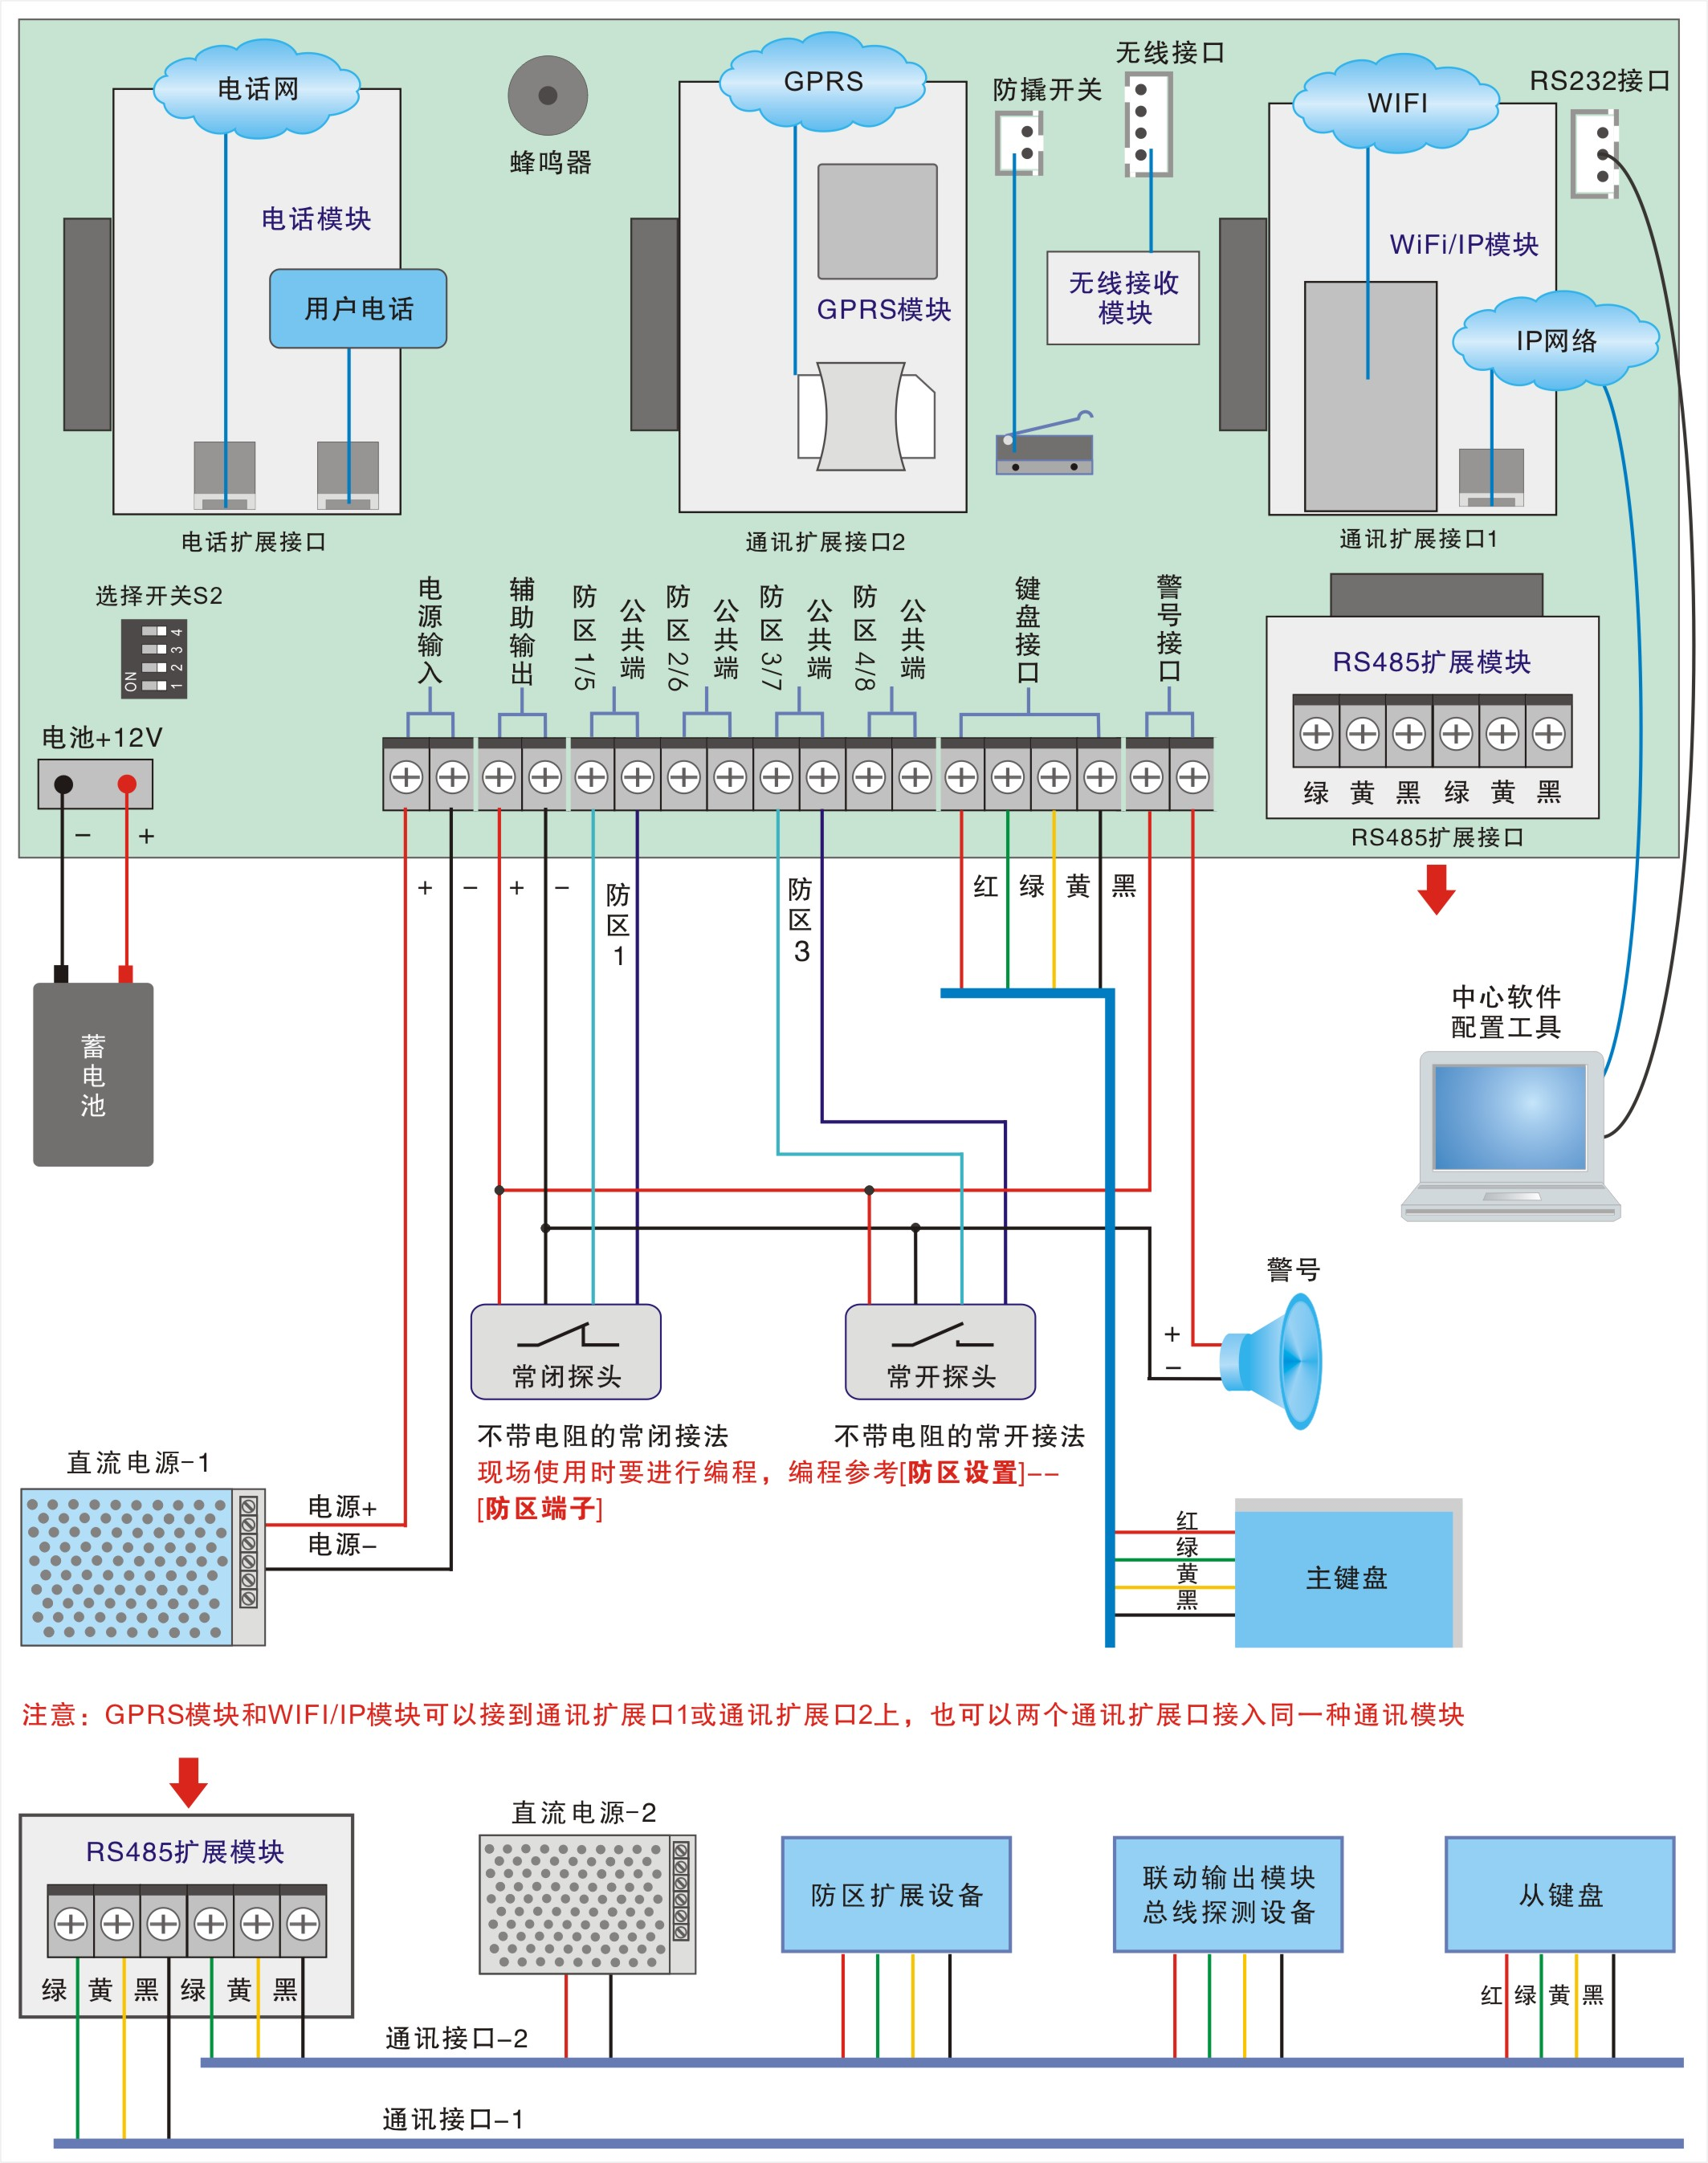 电话网
GPRS
WIFI
无线接口
防撬开关
RS232接口
蜂鸣器
电话模块
用户电话
GPRS模块
无线接收
模块
WiFi/IP模块
IP网络
电话扩展接口
通讯扩展接口2
通讯扩展接口1
选择开关S2
ON
1 2 3 4
电源输入
辅助输出
防区 1/5
公共端
防区 2/6
公共端
防区 3/7
公共端
防区 4/8
公共端
键盘接口
警号接口
RS485扩展模块
绿 黄 黑 绿 黄 黑
RS485扩展接口
电池+12V
− +
+ − + −
防区1
防区3
红 绿 黄 黑
蓄电池
中心软件
配置工具
警号
+
−
常闭探头
常开探头
不带电阻的常闭接法
不带电阻的常开接法
现场使用时要进行编程，编程参考[防区设置]--
[防区端子]
直流电源-1
电源+
电源-
红
绿
黄
黑
主键盘
注意：GPRS模块和WIFI/IP模块可以接到通讯扩展口1或通讯扩展口2上，也可以两个通讯扩展口接入同一种通讯模块
RS485扩展模块
绿 黄 黑 绿 黄 黑
直流电源-2
防区扩展设备
联动输出模块
总线探测设备
从键盘
红 绿 黄 黑
通讯接口-2
通讯接口-1